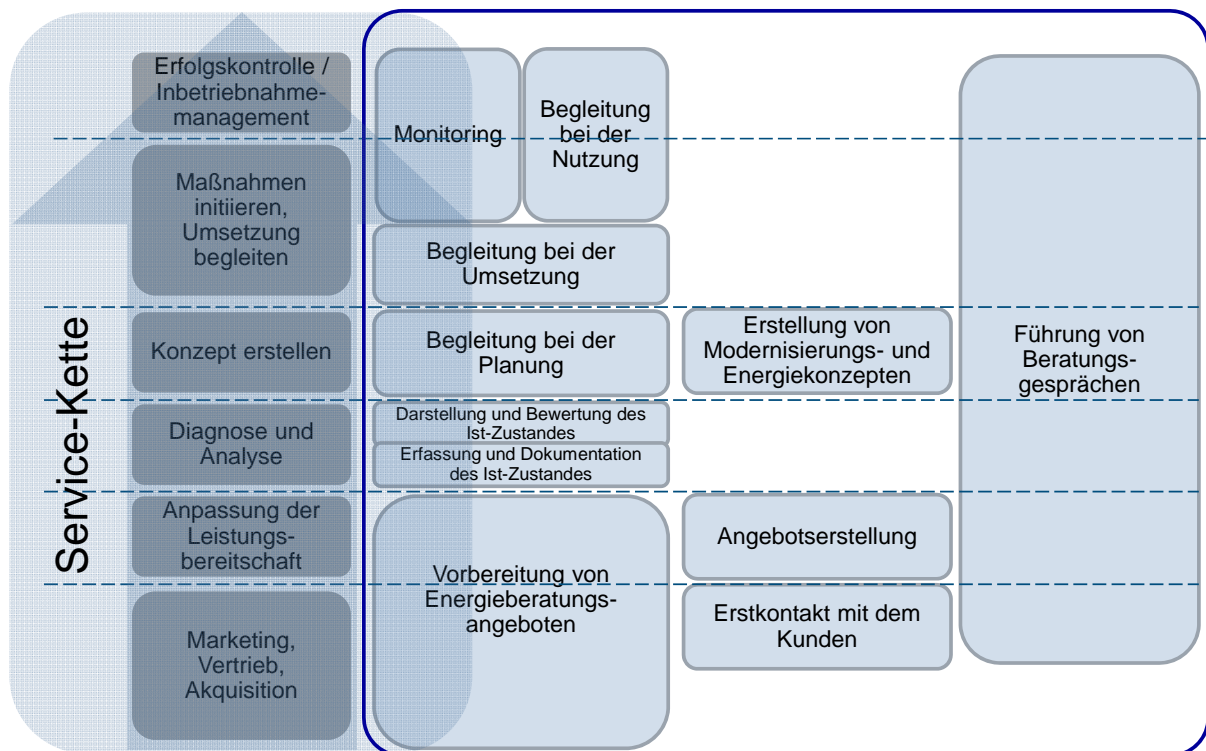 Service-Kette
Erfolgskontrolle /
Inbetriebnahme-
management
Maßnahmen
initiieren,
Umsetzung
begleiten
Konzept erstellen
Diagnose und
Analyse
Anpassung der
Leistungs-
bereitschaft
Marketing,
Vertrieb,
Akquisition
Monitoring
Begleitung
bei der
Nutzung
Begleitung bei der
Umsetzung
Begleitung bei der
Planung
Darstellung und Bewertung des
Ist-Zustandes
Erfassung und Dokumentation
des Ist-Zustandes
Vorbereitung von
Energieberatungs-
angeboten
Erstellung von
Modernisierungs- und
Energiekonzepten
Angebotserstellung
Erstkontakt mit dem
Kunden
Führung von
Beratungs-
gesprächen